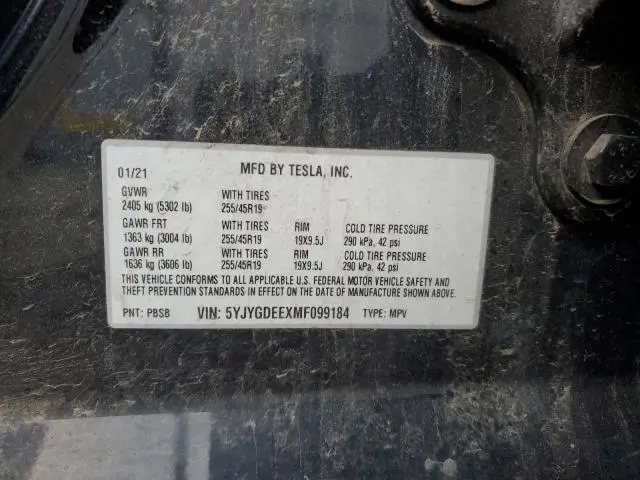 01/21 MFD BY TESLA, INC.
GVWR WITH TIRES
2405 kg (5302 lb) 255/45R19
GAWR FRT WITH TIRES RIM COLD TIRE PRESSURE
1363 kg (3004 lb) 255/45R19 19X9.5J 290 kPa, 42 psi
GAWR RR WITH TIRES RIM COLD TIRE PRESSURE
1636 kg (3606 lb) 255/45R19 19X9.5J 290 kPa, 42 psi
THIS VEHICLE CONFORMS TO ALL APPLICABLE U.S. FEDERAL MOTOR VEHICLE SAFETY AND
THEFT PREVENTION STANDARDS IN EFFECT ON THE DATE OF MANUFACTURE SHOWN ABOVE.
PNT: PBSB VIN: 5YJYGDEEXMF099184 TYPE: MPV